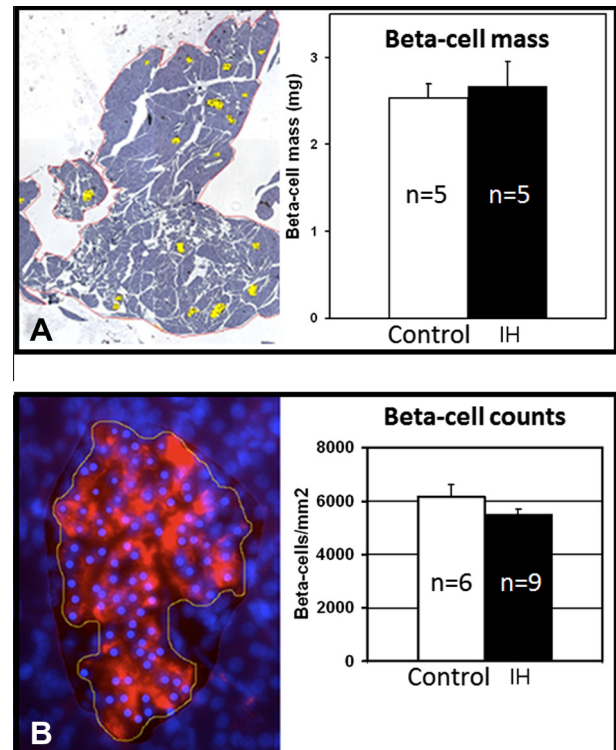 Beta-cell mass
Beta-cell mass (mg)
3
2
1
0
n=5
n=5
Control
IH
A
Beta-cell counts
Beta-cells/mm2
8000
6000
4000
2000
0
n=6
n=9
Control
IH
B